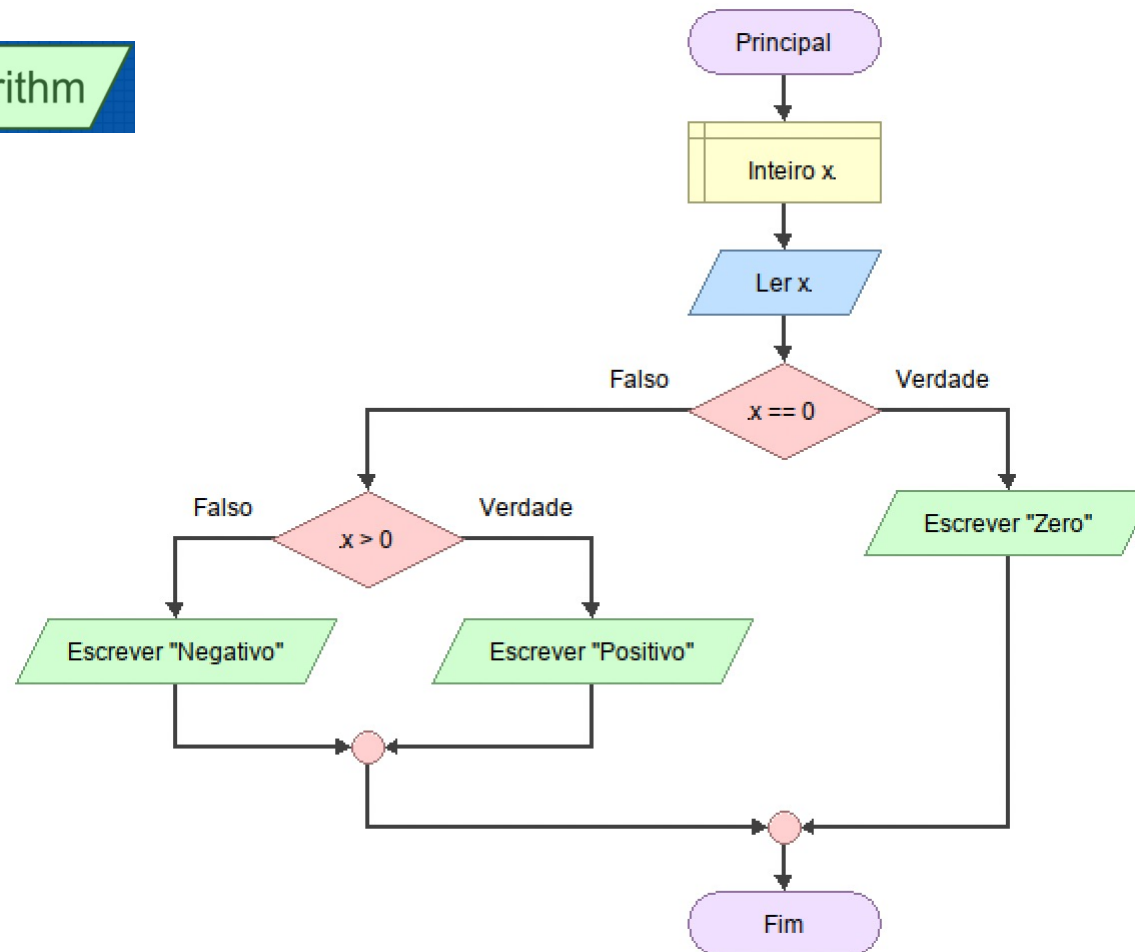 rithm
Principal
Inteiro x
Ler x
Falso
Verdade
x == 0
Falso
Verdade
x > 0
Escrever "Zero"
Escrever "Negativo"
Escrever "Positivo"
Fim